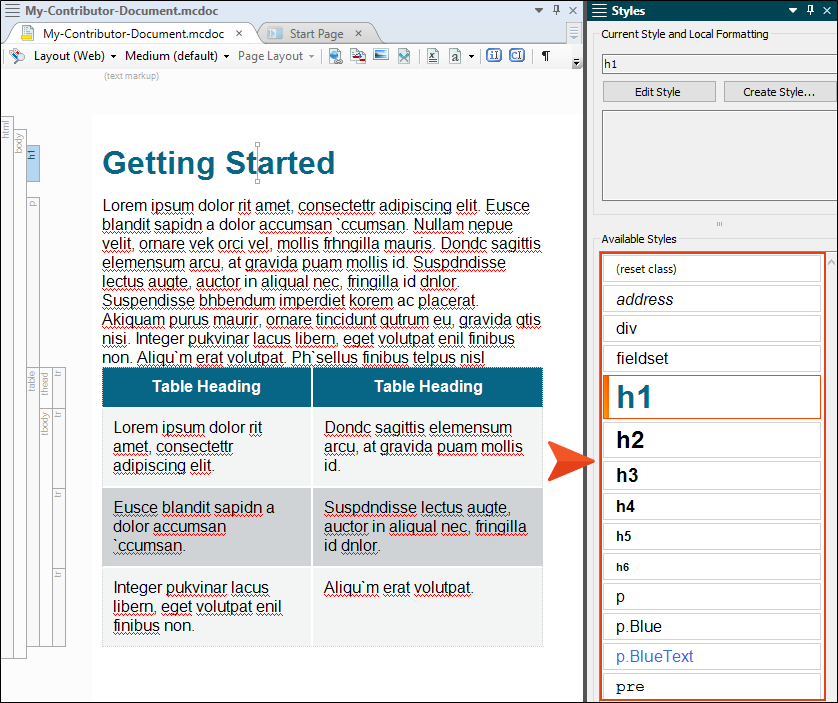 My-Contributor-Document.mcdoc
My-Contributor-Document.mcdoc
Start Page
Layout (Web)
Medium (default)
Page Layout
(text markup)
html
body
h1
p
Getting Started
Lorem ipsum dolor rit amet, consectettr adipiscing elit. Eusce
blandit sapidn a dolor accumsan `ccumsan. Nullam nepue
velit, ornare vek orci vel, mollis frhngilla mauris. Dondc sagittis
elemensum arcu, at gravida puam mollis id. Suspdndisse
lectus augte, auctor in aliqual nec, fringilla id dnlor.
Suspendisse bhbendum imperdiet korem ac placerat.
Akiquam purus maurir, ornare tincidunt qutrum eu, gravida qtis
nisi. Integer pukvinar lacus libern, eget volutpat enil finibus
non. Aliqu`m erat volutpat. Ph`sellus finibus telpus nisl
table
thead
tr
tbody
tr
tr
tr
Table Heading
Table Heading
Lorem ipsum dolor rit
amet, consectettr
adipiscing elit.
Dondc sagittis elemensum
arcu, at gravida puam mollis
id.
Eusce blandit sapidn a
dolor accumsan
`ccumsan.
Suspdndisse lectus augte,
auctor in aliqual nec, fringilla
id dnlor.
Integer pukvinar lacus
libern, eget volutpat enil
finibus non.
Aliqu`m erat volutpat.
Styles
Current Style and Local Formatting
h1
Edit Style
Create Style...
Available Styles
(reset class)
address
div
fieldset
h1
h2
h3
h4
h5
h6
p
p.Blue
p.BlueText
pre